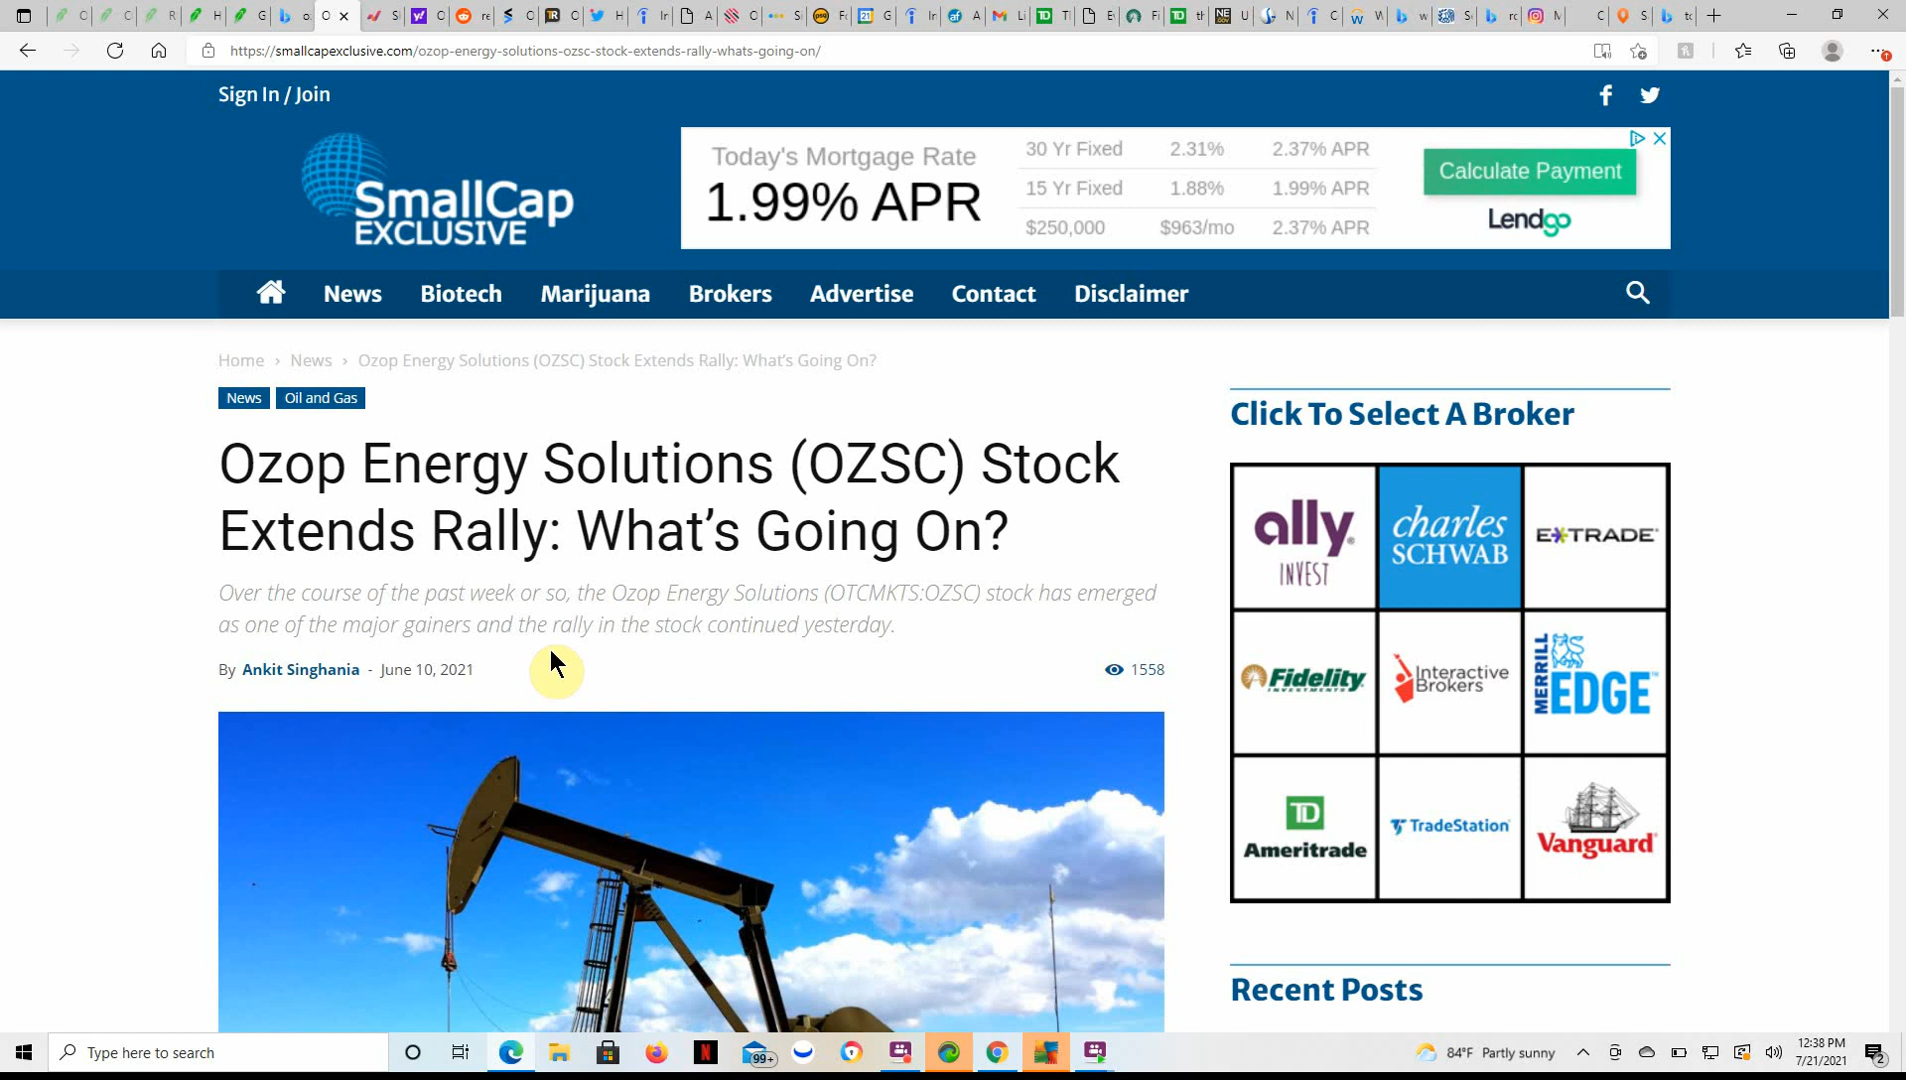 https://smallcapexclusive.com/ozop-energy-solutions-ozsc-stock-extends-rally-whats-going-on/
Sign In / Join
SmallCap
EXCLUSIVE
Today's Mortgage Rate
1.99% APR
30 Yr Fixed 2.31% 2.37% APR
15 Yr Fixed 1.88% 1.99% APR
$250,000 $963/mo 2.37% APR
Calculate Payment
Lendgo
News Biotech Marijuana Brokers Advertise Contact Disclaimer
Home › News › Ozop Energy Solutions (OZSC) Stock Extends Rally: What's Going On?
News Oil and Gas
Ozop Energy Solutions (OZSC) Stock
Extends Rally: What's Going On?
Over the course of the past week or so, the Ozop Energy Solutions (OTCMKTS:OZSC) stock has emerged
as one of the major gainers and the rally in the stock continued yesterday.
By Ankit Singhania - June 10, 2021
1558
Click To Select A Broker
ally
INVEST
charles
SCHWAB
E*TRADE
Fidelity
INVESTMENTS
Interactive
Brokers
MERRILL
EDGE
TD
Ameritrade
TradeStation
Vanguard
Recent Posts
Type here to search
99+
84°F Partly sunny
12:38 PM
7/21/2021
2